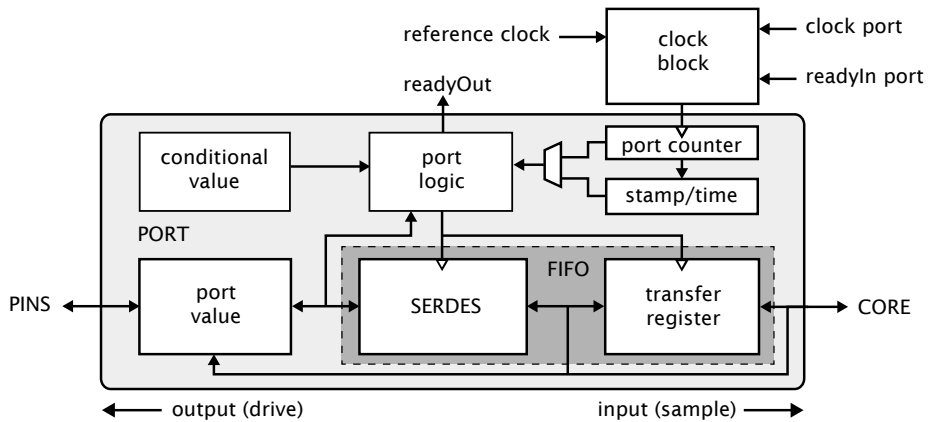 reference clock
clock
block
clock port
readyIn port
readyOut
conditional
value
port
logic
port counter
stamp/time
PORT
FIFO
PINS
port
value
SERDES
transfer
register
CORE
output (drive)
input (sample)